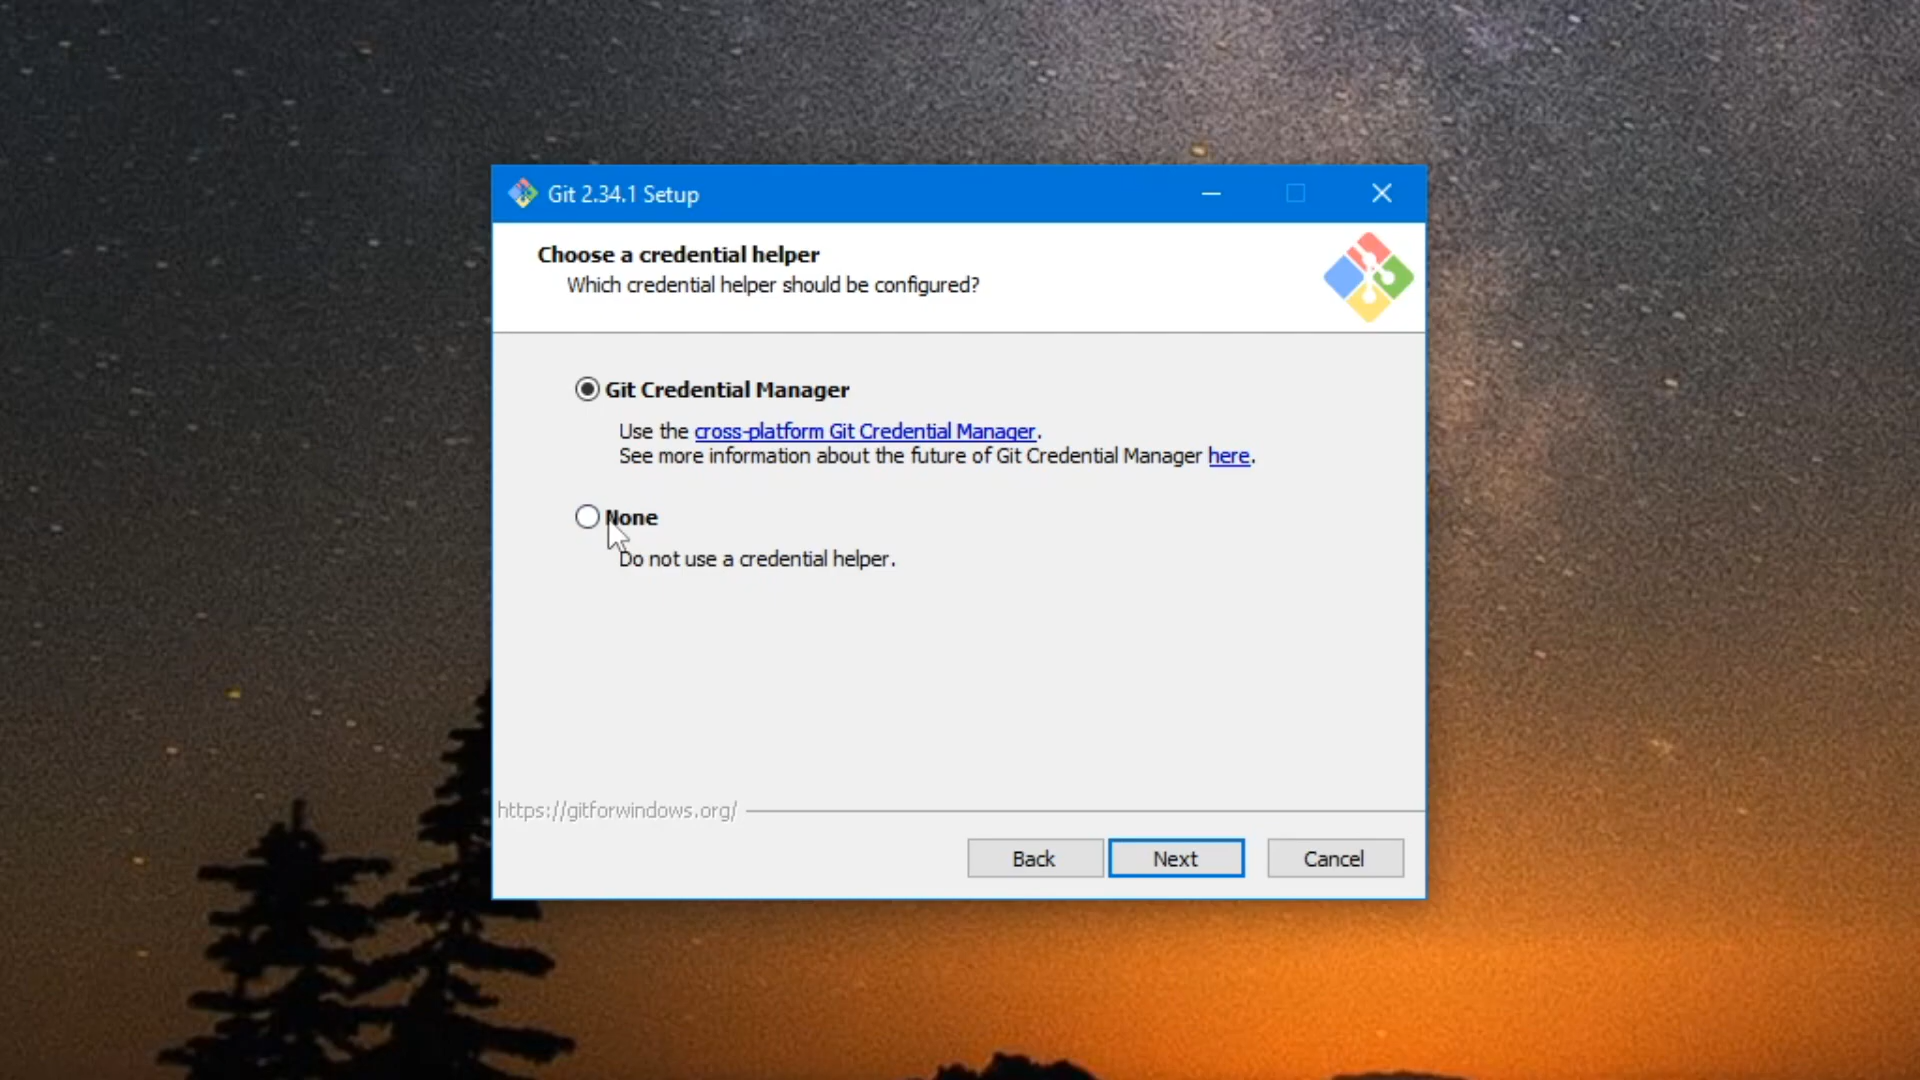 Git 2.34.1 Setup
Choose a credential helper
Which credential helper should be configured?
Git Credential Manager
Use the cross-platform Git Credential Manager.
See more information about the future of Git Credential Manager here.
None
Do not use a credential helper.
https://gitforwindows.org/
Back Next Cancel